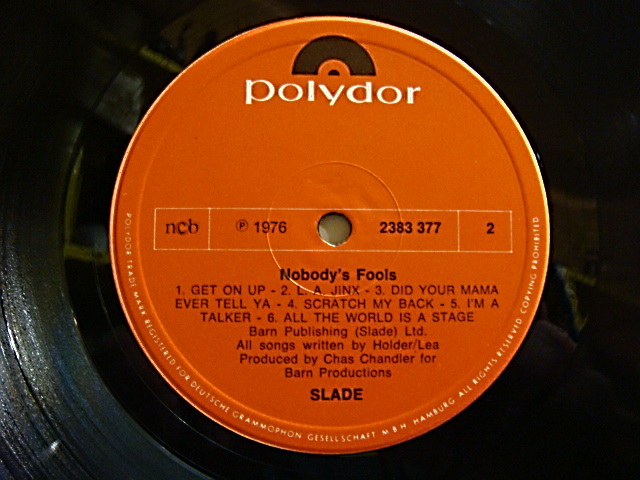 polydor
ncb ℗ 1976 2383 377 2
Nobody's Fools
1. GET ON UP - 2. L. A. JINX - 3. DID YOUR MAMA
EVER TELL YA - 4. SCRATCH MY BACK - 5. I'M A
TALKER - 6. ALL THE WORLD IS A STAGE
Barn Publishing (Slade) Ltd.
All songs written by Holder/Lea
Produced by Chas Chandler for
Barn Productions
SLADE
POLYDOR TRADE MARK REGISTERED FOR DEUTSCHE GRAMMOPHON GESELLSCHAFT M.B.H. HAMBURG ALL RIGHTS RESERVED COPYING PROHIBITED